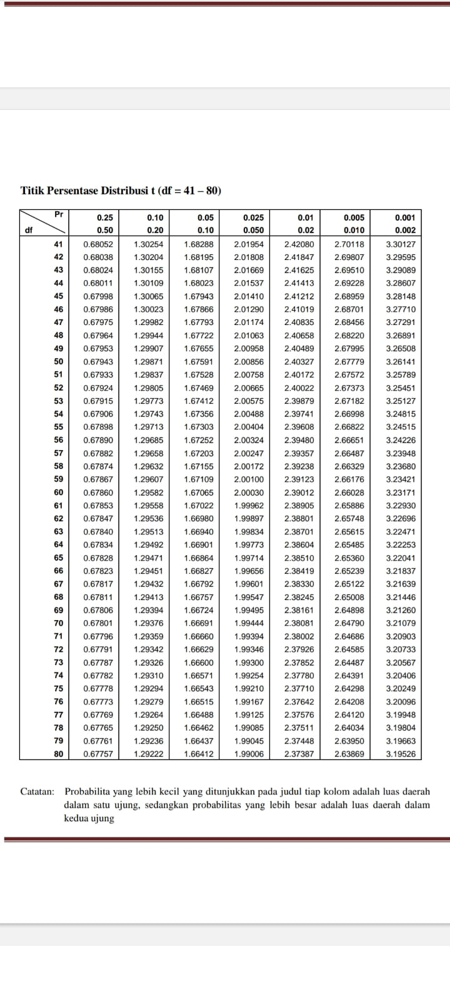 Titik Persentase Distribusi t (df = 41 – 80)
Pr 0.25 0.10 0.05 0.025 0.01 0.005 0.001
df 0.50 0.20 0.10 0.050 0.02 0.010 0.002
41 0.68052 1.30254 1.68288 2.01954 2.42080 2.70118 3.30127
42 0.68038 1.30204 1.68195 2.01808 2.41847 2.69807 3.29595
43 0.68024 1.30155 1.68107 2.01669 2.41625 2.69510 3.29089
44 0.68011 1.30109 1.68023 2.01537 2.41413 2.69228 3.28607
45 0.67998 1.30065 1.67943 2.01410 2.41212 2.68959 3.28148
46 0.67986 1.30023 1.67866 2.01290 2.41019 2.68701 3.27710
47 0.67975 1.29982 1.67793 2.01174 2.40835 2.68456 3.27291
48 0.67964 1.29944 1.67722 2.01063 2.40658 2.68220 3.26891
49 0.67953 1.29907 1.67655 2.00958 2.40489 2.67995 3.26508
50 0.67943 1.29871 1.67591 2.00856 2.40327 2.67779 3.26141
51 0.67933 1.29837 1.67528 2.00758 2.40172 2.67572 3.25789
52 0.67924 1.29805 1.67469 2.00665 2.40022 2.67373 3.25451
53 0.67915 1.29773 1.67412 2.00575 2.39879 2.67182 3.25127
54 0.67906 1.29743 1.67356 2.00488 2.39741 2.66998 3.24815
55 0.67898 1.29713 1.67303 2.00404 2.39608 2.66822 3.24515
56 0.67890 1.29685 1.67252 2.00324 2.39480 2.66651 3.24226
57 0.67882 1.29658 1.67203 2.00247 2.39357 2.66487 3.23948
58 0.67874 1.29632 1.67155 2.00172 2.39238 2.66329 3.23680
59 0.67867 1.29607 1.67109 2.00100 2.39123 2.66176 3.23421
60 0.67860 1.29582 1.67065 2.00030 2.39012 2.66028 3.23171
61 0.67853 1.29558 1.67022 1.99962 2.38905 2.65886 3.22930
62 0.67847 1.29536 1.66980 1.99897 2.38801 2.65748 3.22696
63 0.67840 1.29513 1.66940 1.99834 2.38701 2.65615 3.22471
64 0.67834 1.29492 1.66901 1.99773 2.38604 2.65485 3.22253
65 0.67828 1.29471 1.66864 1.99714 2.38510 2.65360 3.22041
66 0.67823 1.29451 1.66827 1.99656 2.38419 2.65239 3.21837
67 0.67817 1.29432 1.66792 1.99601 2.38330 2.65122 3.21639
68 0.67811 1.29413 1.66757 1.99547 2.38245 2.65008 3.21446
69 0.67806 1.29394 1.66724 1.99495 2.38161 2.64898 3.21260
70 0.67801 1.29376 1.66691 1.99444 2.38081 2.64790 3.21079
71 0.67796 1.29359 1.66660 1.99394 2.38002 2.64686 3.20903
72 0.67791 1.29342 1.66629 1.99346 2.37926 2.64585 3.20733
73 0.67787 1.29326 1.66600 1.99300 2.37852 2.64487 3.20567
74 0.67782 1.29310 1.66571 1.99254 2.37780 2.64391 3.20406
75 0.67778 1.29294 1.66543 1.99210 2.37710 2.64298 3.20249
76 0.67773 1.29279 1.66515 1.99167 2.37642 2.64208 3.20096
77 0.67769 1.29264 1.66488 1.99125 2.37576 2.64120 3.19948
78 0.67765 1.29250 1.66462 1.99085 2.37511 2.64034 3.19804
79 0.67761 1.29236 1.66437 1.99045 2.37448 2.63950 3.19663
80 0.67757 1.29222 1.66412 1.99006 2.37387 2.63869 3.19526
Catatan: Probabilita yang lebih kecil yang ditunjukkan pada judul tiap kolom adalah luas daerah
dalam satu ujung, sedangkan probabilitas yang lebih besar adalah luas daerah dalam
kedua ujung